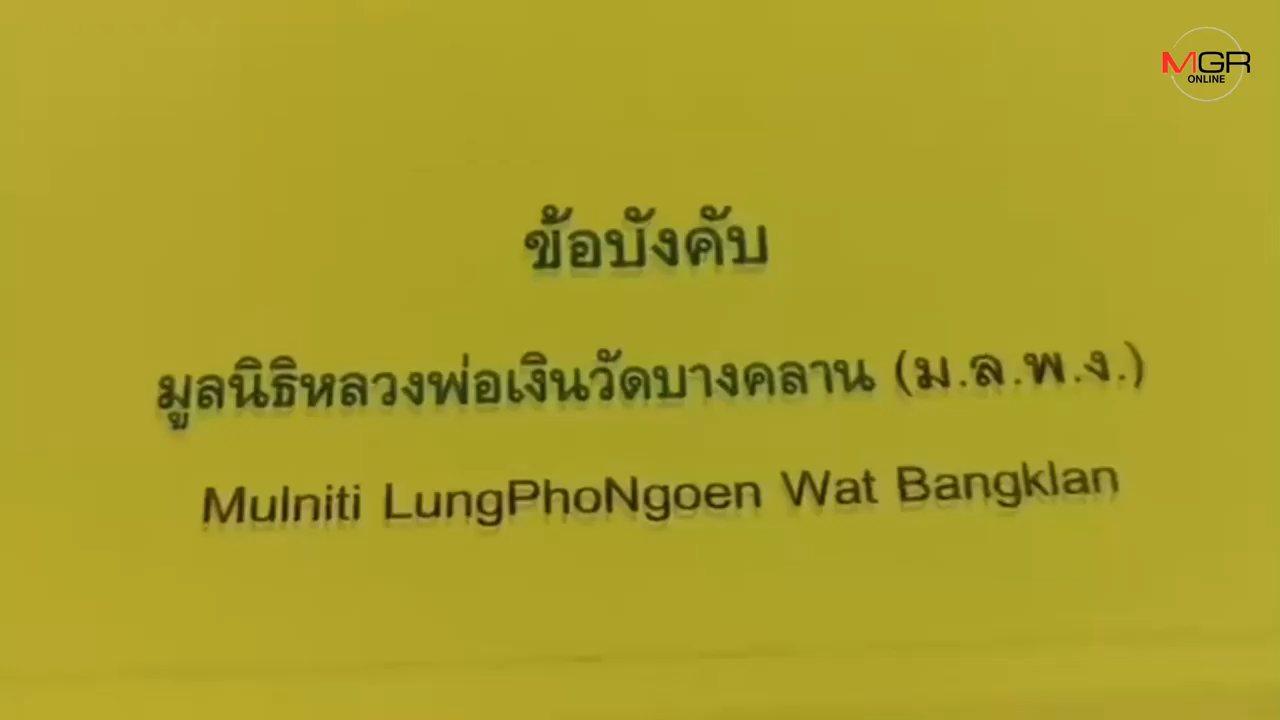 MGR
ONLINE
ข้อบังคับ
มูลนิธิหลวงพ่อเงินวัดบางคลาน (ม.ล.พ.ง.)
Mulniti LungPhoNgoen Wat Bangklan